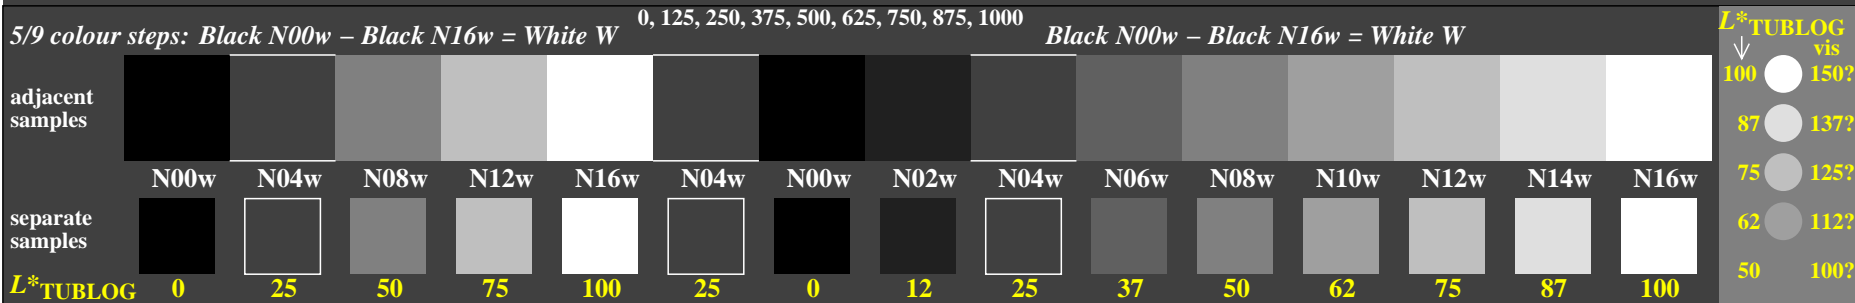 5/9 colour steps: Black N00w – Black N16w = White W 0, 125, 250, 375, 500, 625, 750, 875, 1000 Black N00w – Black N16w = White W
adjacent
samples
N00w N04w N08w N12w N16w N04w N00w N02w N04w N06w N08w N10w N12w N14w N16w
separate
samples
L*TUBLOG 0 25 50 75 100 25 0 12 25 37 50 62 75 87 100
L*TUBLOG
vis
100 150?
87 137?
75 125?
62 112?
50 100?